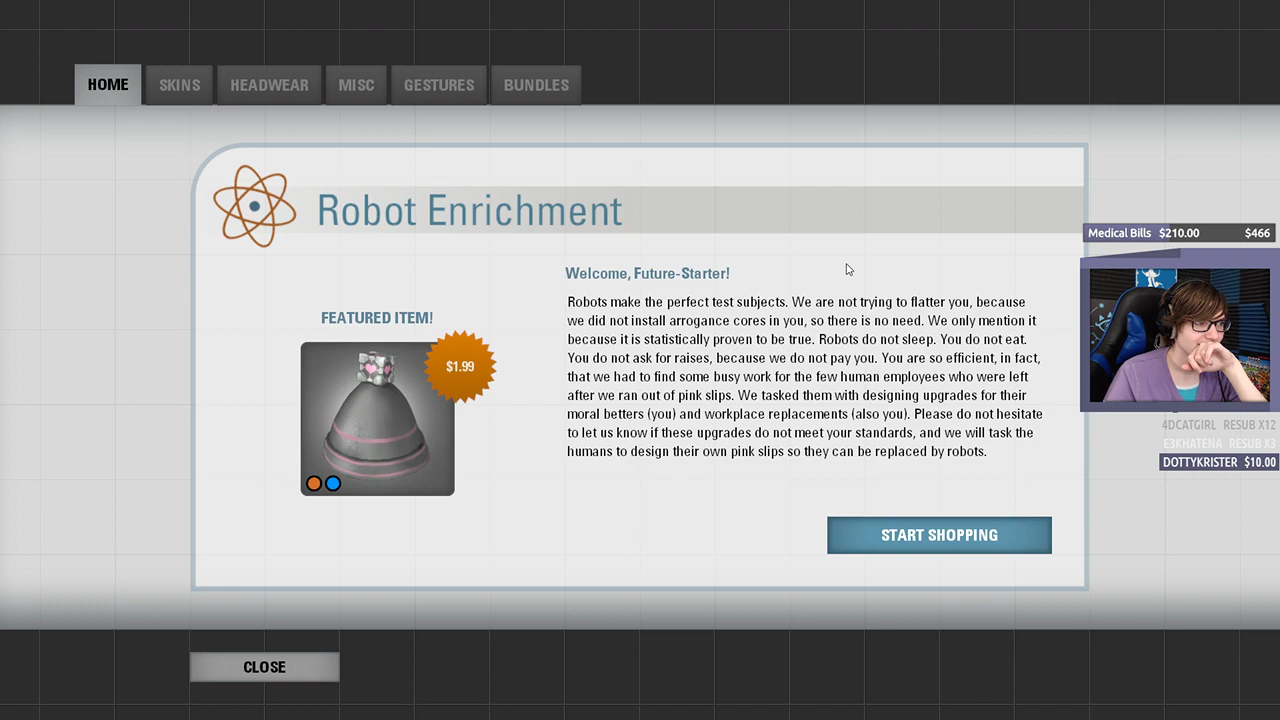 HOME
SKINS
HEADWEAR
MISC
GESTURES
BUNDLES
Robot Enrichment
Medical Bills $210.00 $466
Welcome, Future-Starter!
Robots make the perfect test subjects. We are not trying to flatter you, because
we did not install arrogance cores in you, so there is no need. We only mention it
because it is statistically proven to be true. Robots do not sleep. You do not eat.
You do not ask for raises, because we do not pay you. You are so efficient, in fact,
that we had to find some busy work for the few human employees who were left
after we ran out of pink slips. We tasked them with designing upgrades for their
moral betters (you) and workplace replacements (also you). Please do not hesitate
to let us know if these upgrades do not meet your standards, and we will task the
humans to design their own pink slips so they can be replaced by robots.
FEATURED ITEM!
$1.99
4DCATGIRL RESUB X12
E3KHATENA RESUB X3
DOTTYKRISTER $10.00
START SHOPPING
CLOSE